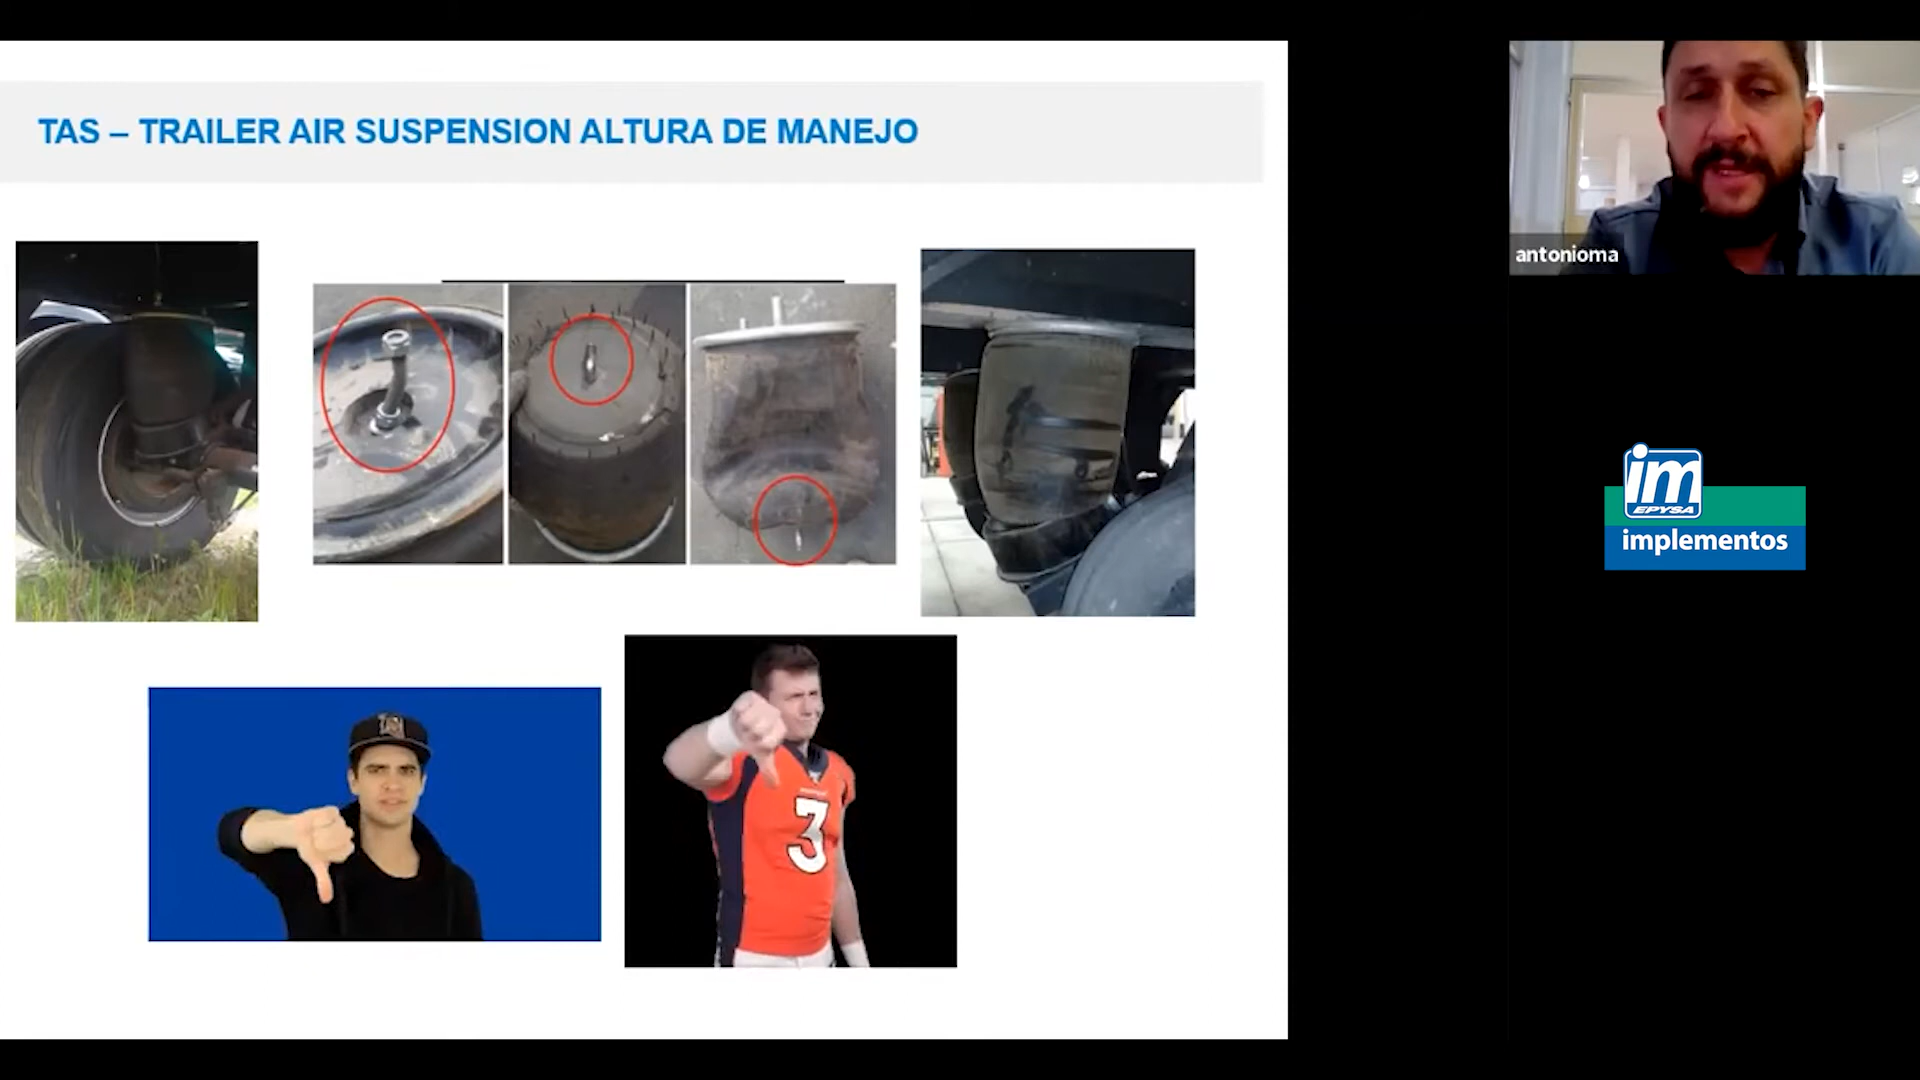 TAS – TRAILER AIR SUSPENSION ALTURA DE MANEJO
antonioma
im
EPYSA
implementos
3